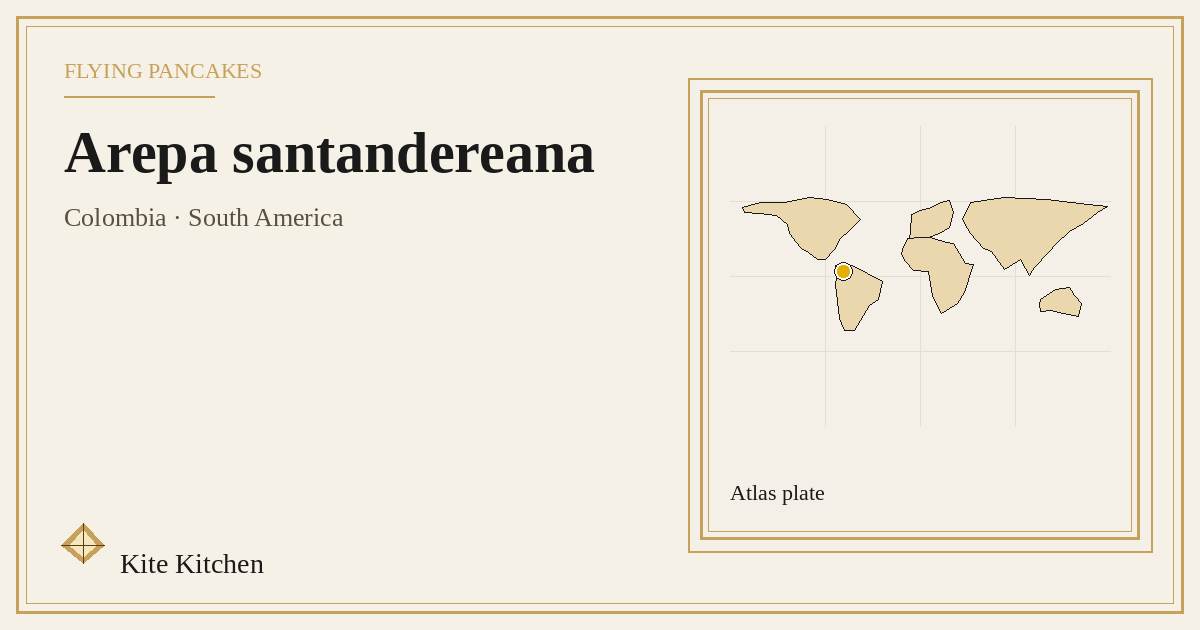 FLYING PANCAKES
Arepa santandereana
Colombia · South America
Atlas plate
Kite Kitchen